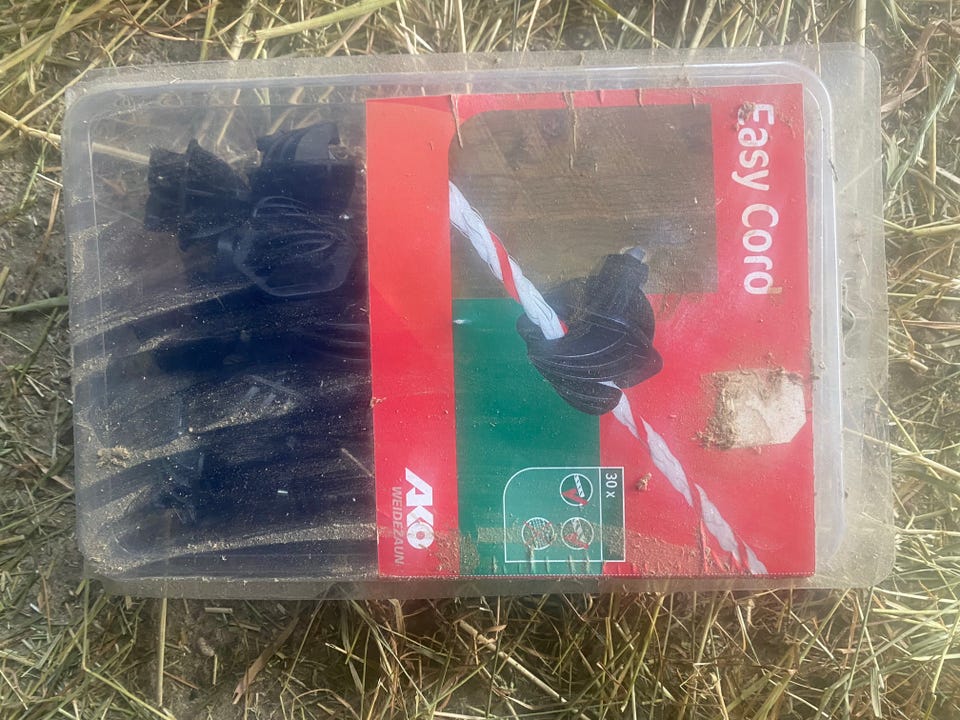 Easy Cord
30 x
AKO
WEIDEZAUN